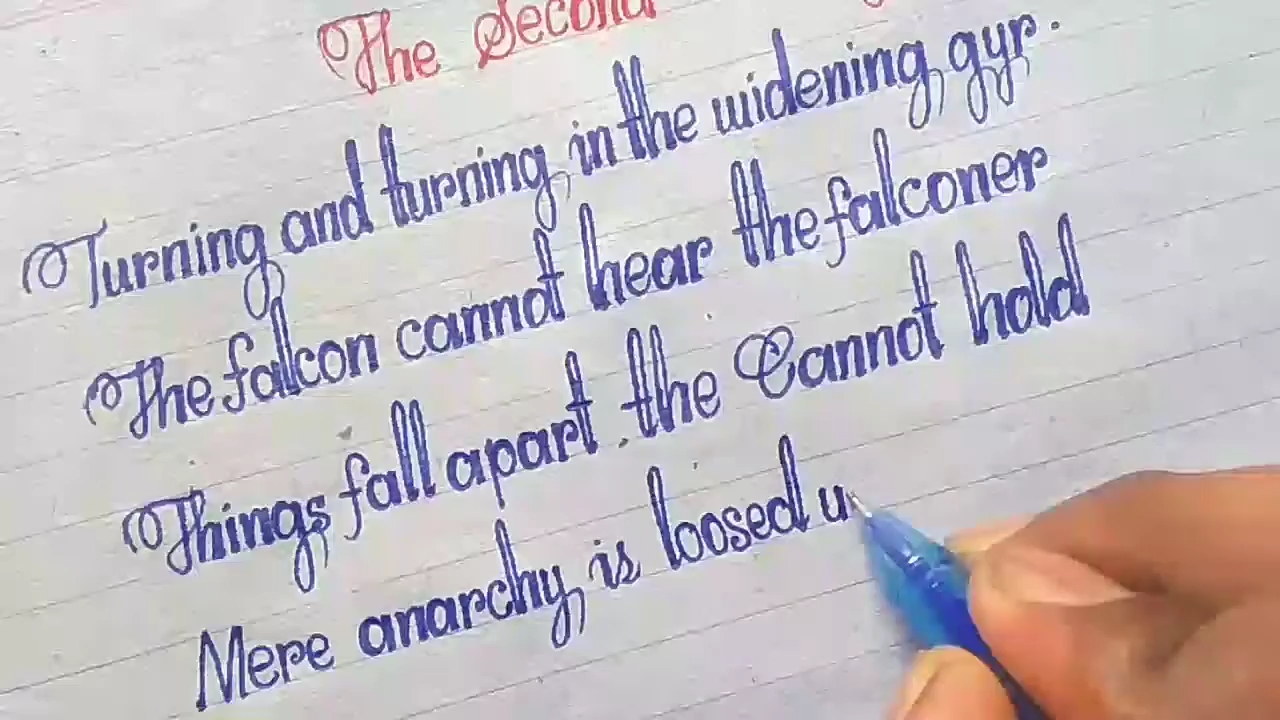 The Second
Turning and turning in the widening gyr.
The falcon cannot hear the falconer
Things fall apart. the Cannot hold
Mere anarchy is loosed u